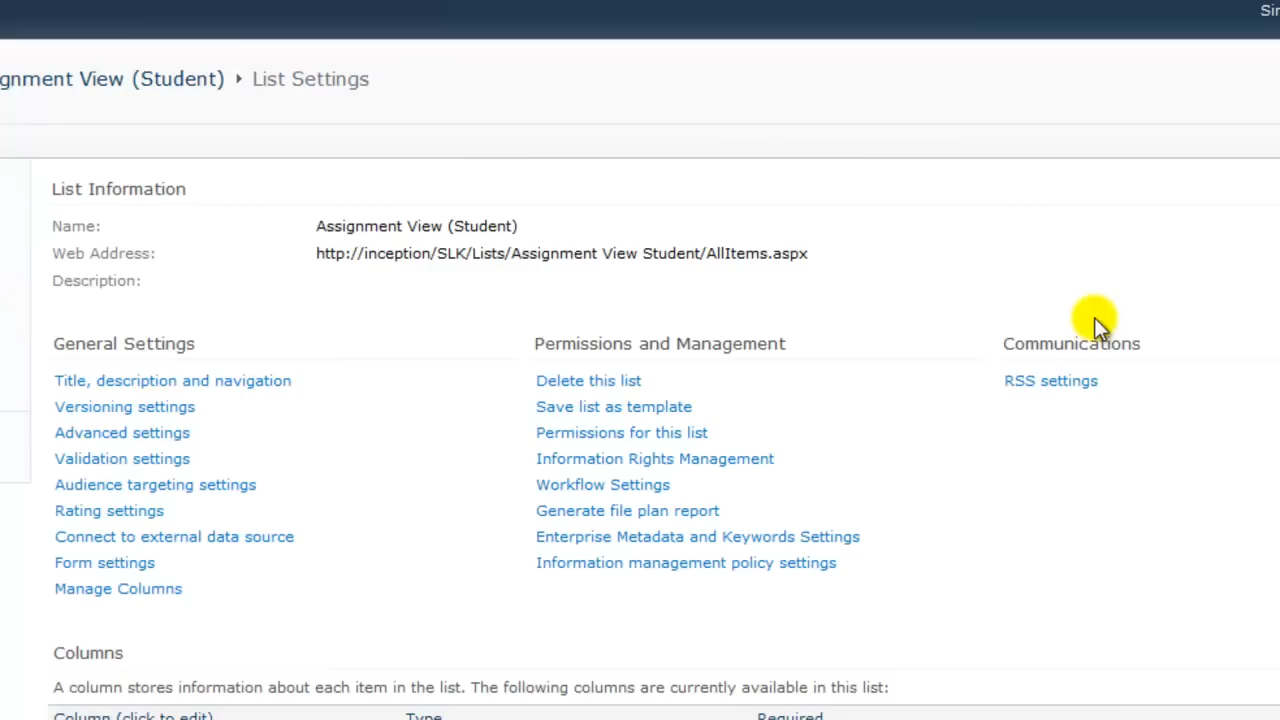 gnment View (Student) ▸ List Settings
List Information
Name: Assignment View (Student)
Web Address: http://inception/SLK/Lists/Assignment View Student/AllItems.aspx
Description:
General Settings
Title, description and navigation
Versioning settings
Advanced settings
Validation settings
Audience targeting settings
Rating settings
Connect to external data source
Form settings
Manage Columns
Permissions and Management
Delete this list
Save list as template
Permissions for this list
Information Rights Management
Workflow Settings
Generate file plan report
Enterprise Metadata and Keywords Settings
Information management policy settings
Communications
RSS settings
Columns
A column stores information about each item in the list. The following columns are currently available in this list:
Column (click to edit) Type Required